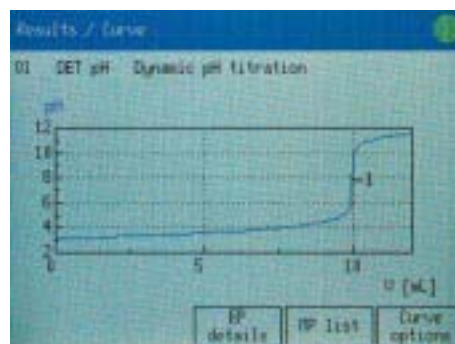 Results / Curve
01 DET pH Dynamic pH titration
pH
12
10
8
6
4
2
0 5 10
1
V [mL]
EP details
MP list
Curve options